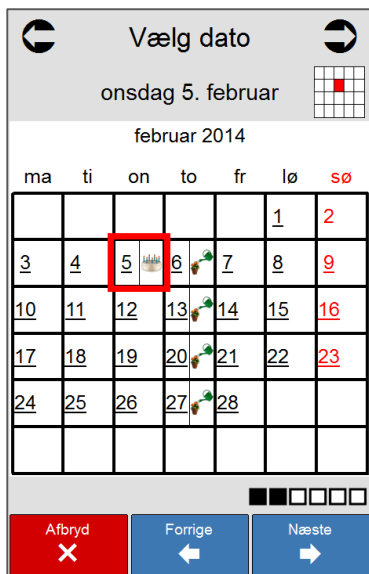 Vælg dato
onsdag 5. februar
februar 2014
ma ti on to fr lø sø
1 2
3 4 5 6 7 8 9
10 11 12 13 14 15 16
17 18 19 20 21 22 23
24 25 26 27 28
Afbryd Forrige Næste